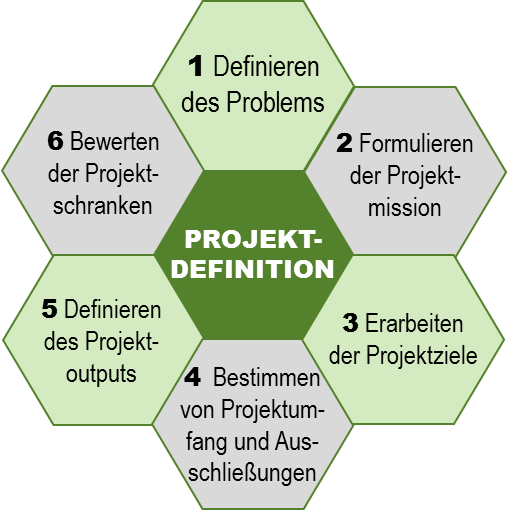 1 Definieren
des Problems
2 Formulieren
der Projekt-
mission
3 Erarbeiten
der Projektziele
4 Bestimmen
von Projektum-
fang und Aus-
schließungen
5 Definieren
des Projekt-
outputs
6 Bewerten
der Projekt-
schranken
PROJEKT-
DEFINITION